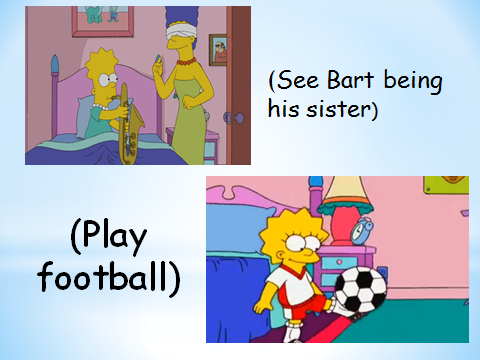 (See Bart being
his sister)
(Play
football)